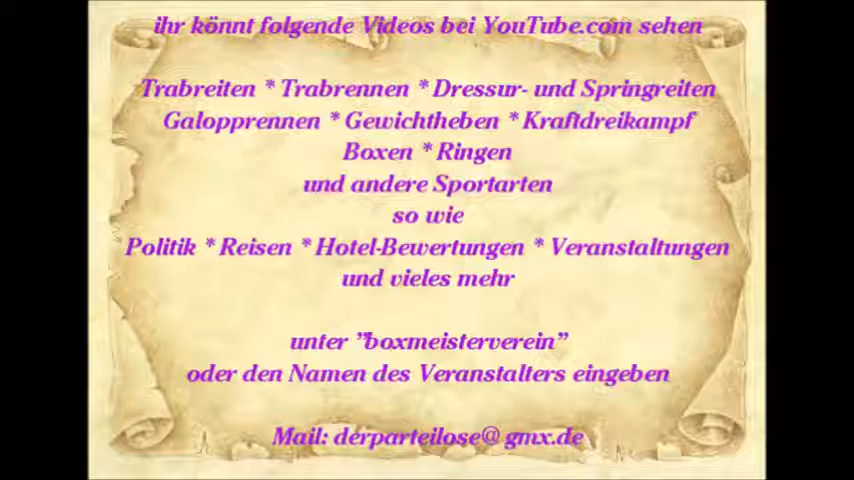 ihr könnt folgende Videos bei YouTube.com sehen
Trabreiten * Trabrennen * Dressur- und Springreiten
Galopprennen * Gewichtheben * Kraftdreikampf
Boxen * Ringen
und andere Sportarten
so wie
Politik * Reisen * Hotel-Bewertungen * Veranstaltungen
und vieles mehr
unter "boxmeisterverein"
oder den Namen des Veranstalters eingeben
Mail: derparteilose@gmx.de